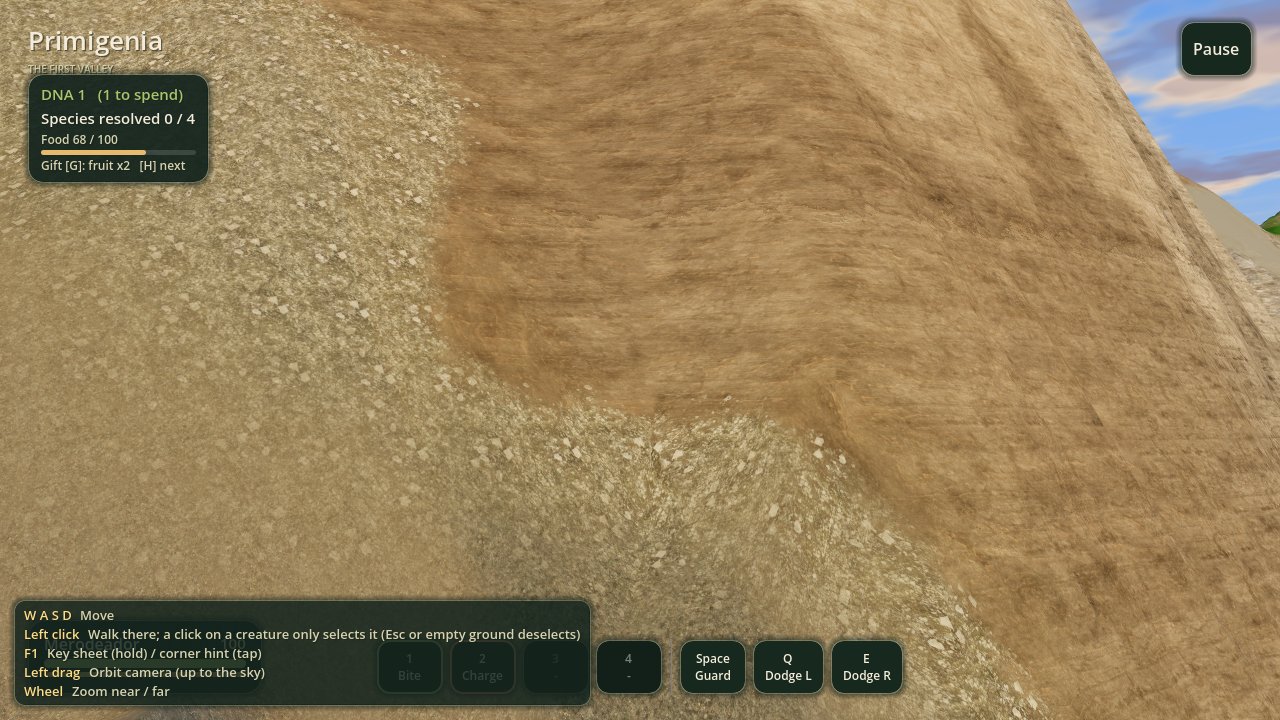 Primigenia
THE FIRST VALLEY
Pause
DNA 1 (1 to spend)
Species resolved 0 / 4
Food 68 / 100
Gift [G]: fruit x2 [H] next
W A S D Move
Left click Walk there; a click on a creature only selects it (Esc or empty ground deselects)
F1 Key sheet (hold) / corner hint (tap)
Left drag Orbit camera (up to the sky)
Wheel Zoom near / far
1
Bite
2
Charge
3
-
4
-
Space
Guard
Q
Dodge L
E
Dodge R